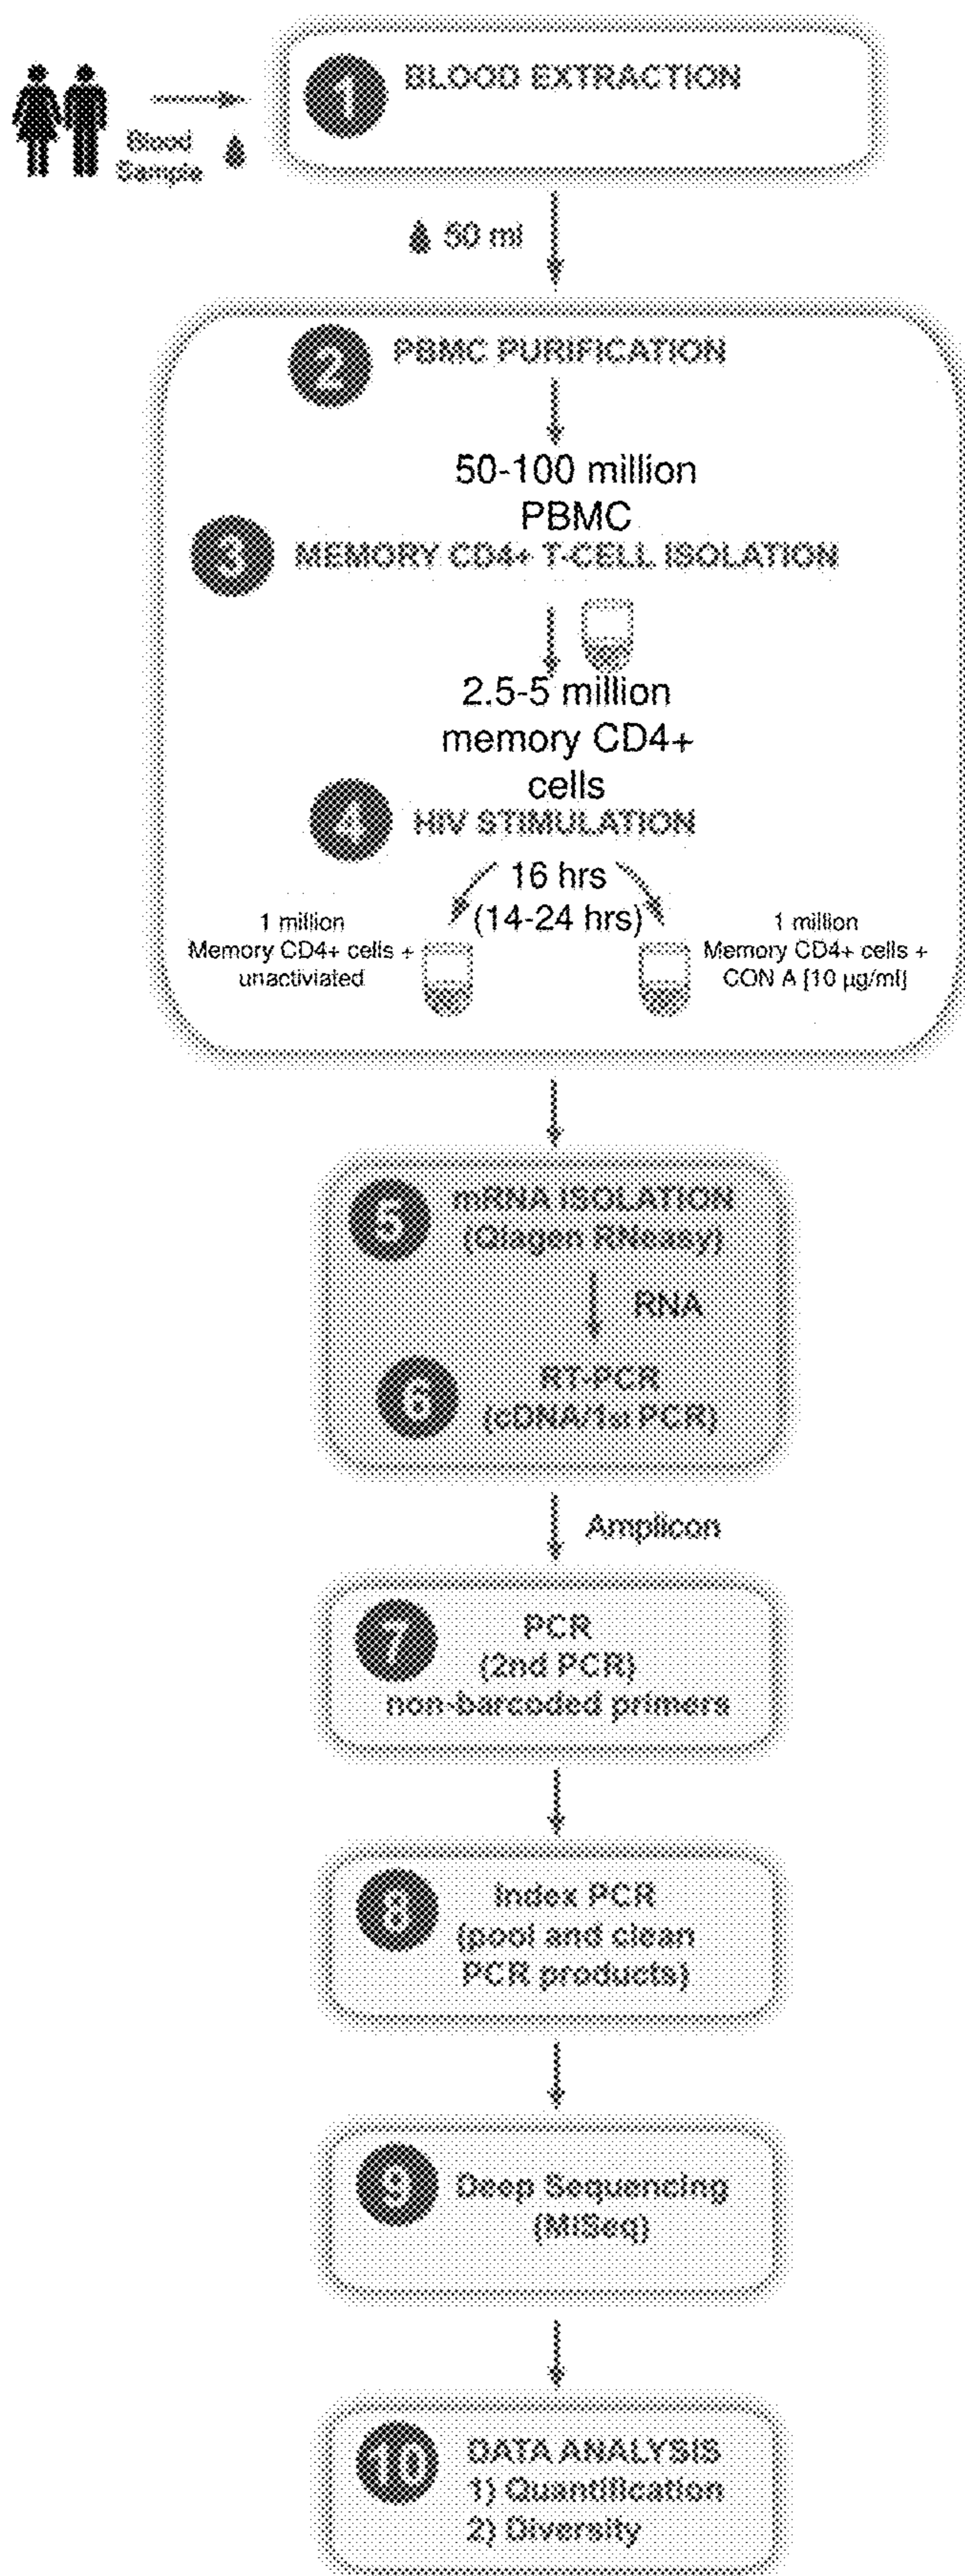 1
BLOOD EXTRACTION
Blood
Sample
50 ml
2
PBMC PURIFICATION
50-100 million
PBMC
3
MEMORY CD4+ T-CELL ISOLATION
2.5-5 million
memory CD4+
cells
4
HIV STIMULATION
16 hrs
(14-24 hrs)
1 million
Memory CD4+ cells +
unactiviated
1 million
Memory CD4+ cells +
CON A [10 µg/ml]
5
mRNA ISOLATION
(Qiagen RNeasy)
RNA
6
RT-PCR
(cDNA/1st PCR)
Amplicon
7
PCR
(2nd PCR)
non-barcoded primers
8
Index PCR
(pool and clean
PCR products)
9
Deep Sequencing
(MiSeq)
10
DATA ANALYSIS
1) Quantification
2) Diversity